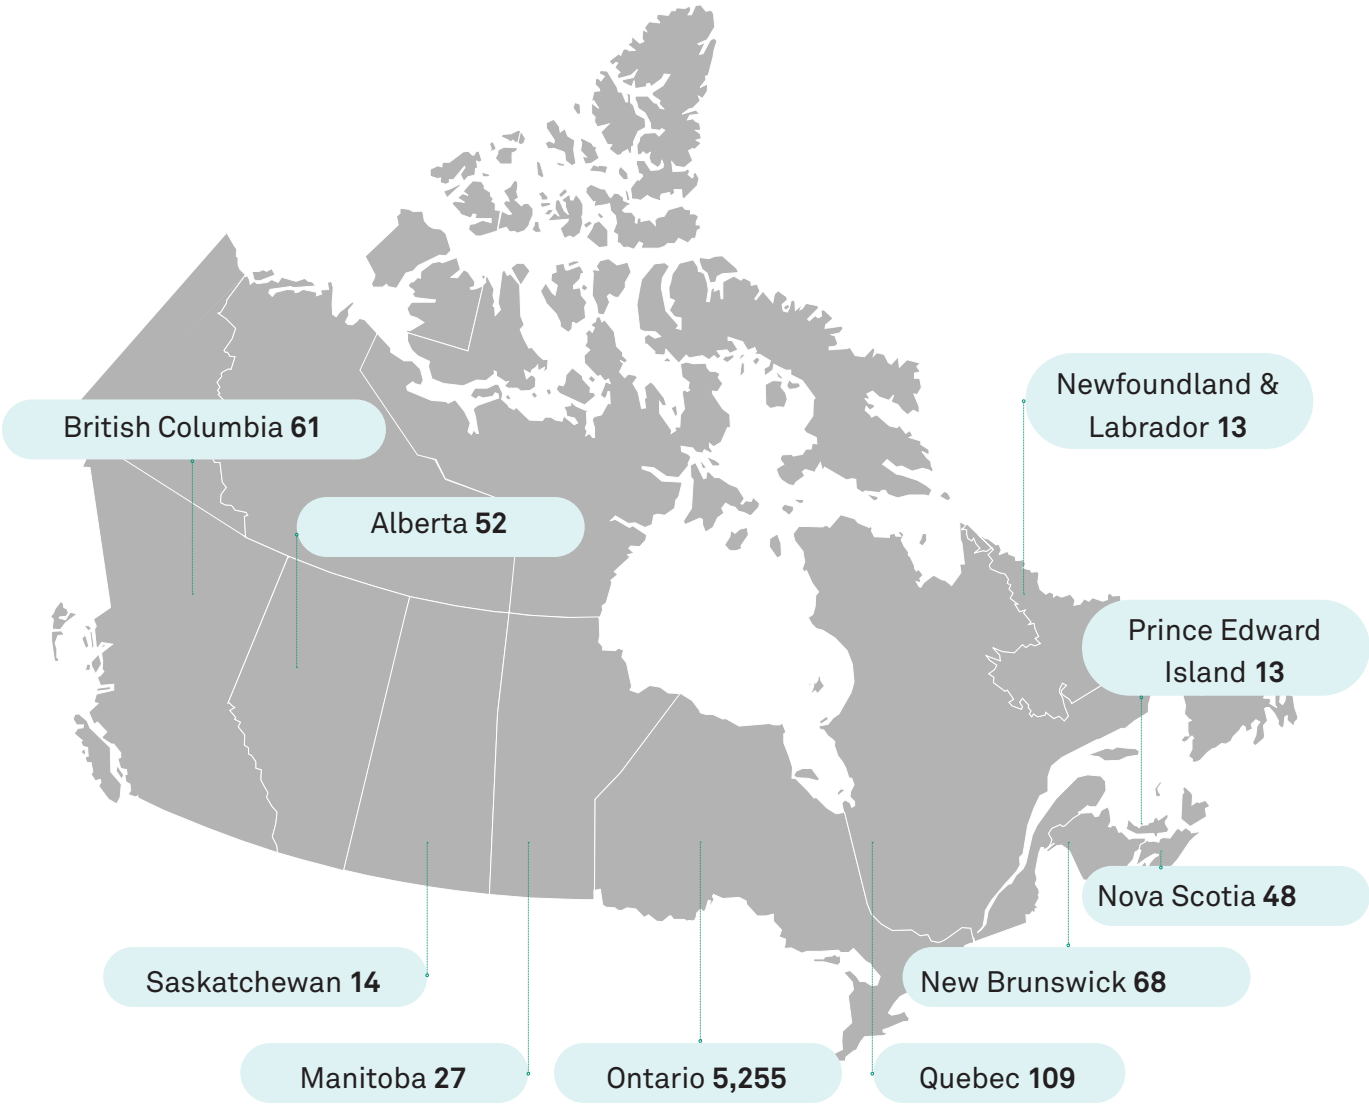 Newfoundland &
Labrador 13
British Columbia 61
Alberta 52
Prince Edward
Island 13
Nova Scotia 48
Saskatchewan 14
New Brunswick 68
Manitoba 27
Ontario 5,255
Quebec 109